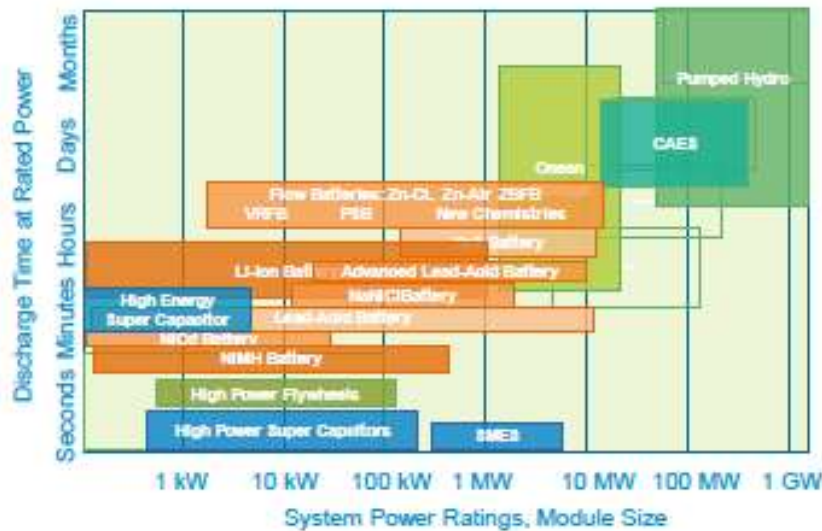 Discharge Time at Rated Power
Seconds Minutes Hours Days Months
Pumped Hydro
CAES
Flow Batteries: Zn-CL Zn-Air ZBFB
VRFB PSB New Chemistries
Battery
Li-Ion
Advanced Lead-Acid Battery
High Energy
Super Capacitor
NaNiCl Battery
Lead-Acid Battery
NiCd Battery
NiMH Battery
High Power Flywheels
High Power Super Capcitors
SMES
1 kW 10 kW 100 kW 1 MW 10 MW 100 MW 1 GW
System Power Ratings, Module Size